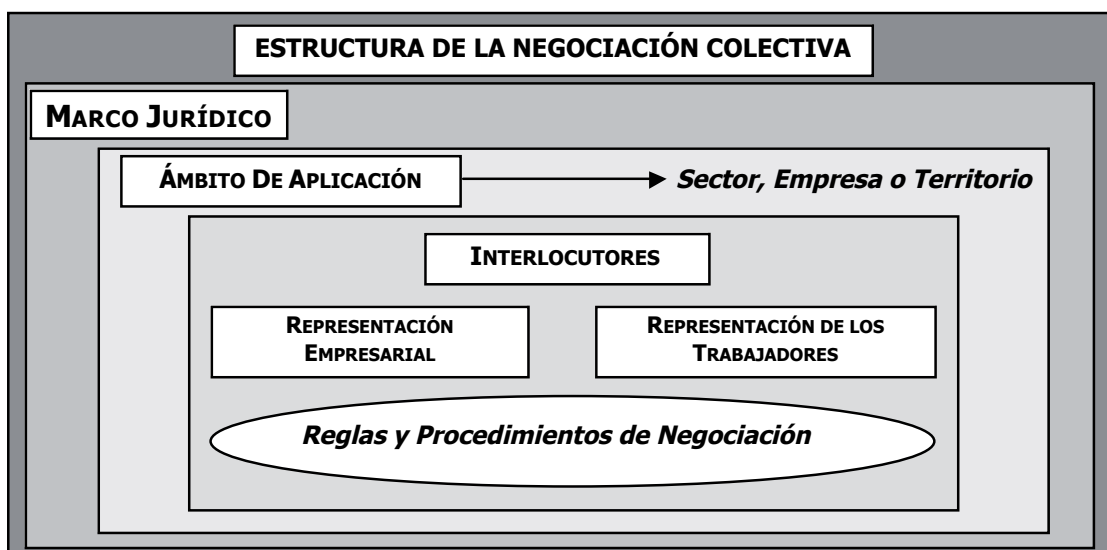 ESTRUCTURA DE LA NEGOCIACIÓN COLECTIVA
MARCO JURÍDICO
ÁMBITO DE APLICACIÓN
Sector, Empresa o Territorio
INTERLOCUTORES
REPRESENTACIÓN
EMPRESARIAL
REPRESENTACIÓN DE LOS
TRABAJADORES
Reglas y Procedimientos de Negociación